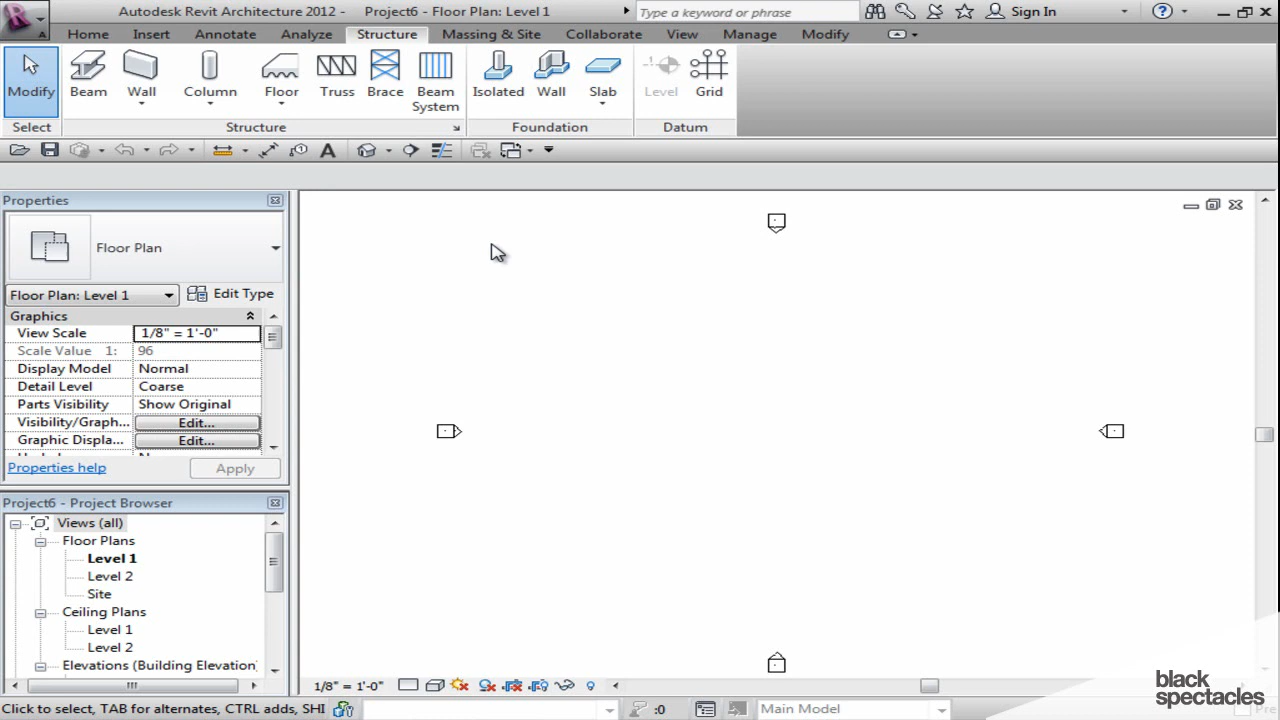 Autodesk Revit Architecture 2012 - Project6 - Floor Plan: Level 1 Type a keyword or phrase Sign In
Home Insert Annotate Analyze Structure Massing & Site Collaborate View Manage Modify
Modify Beam Wall Column Floor Truss Brace Beam System Isolated Wall Slab Level Grid
Select Structure Foundation Datum
Properties
Floor Plan
Floor Plan: Level 1 Edit Type
Graphics
View Scale 1/8" = 1'-0"
Scale Value 1: 96
Display Model Normal
Detail Level Coarse
Parts Visibility Show Original
Visibility/Graph... Edit...
Graphic Displa... Edit...
Properties help Apply
Project6 - Project Browser
Views (all)
Floor Plans
Level 1
Level 2
Site
Ceiling Plans
Level 1
Level 2
Elevations (Building Elevation)
1/8" = 1'-0"
Click to select, TAB for alternates, CTRL adds, SHI :0 Main Model
black
spectacles